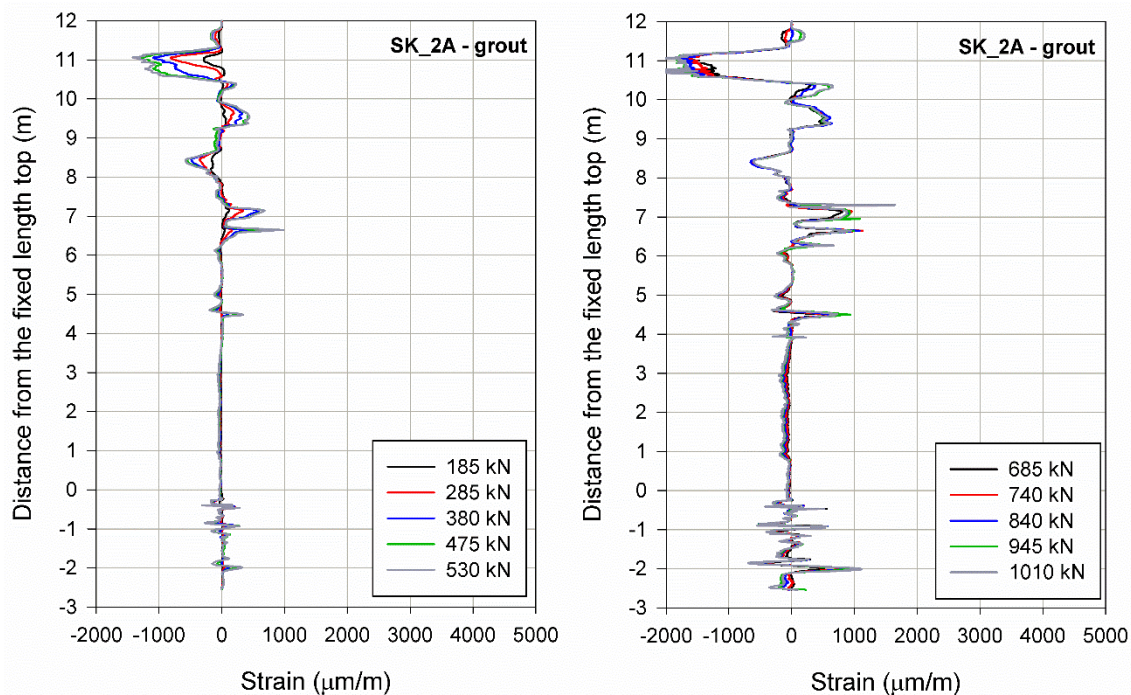 SK_2A - grout
Distance from the fixed length top (m)
12
11
10
9
8
7
6
5
4
3
2
1
0
-1
-2
-3
185 kN
285 kN
380 kN
475 kN
530 kN
-2000 -1000 0 1000 2000 3000 4000 5000
Strain (μm/m)
SK_2A - grout
Distance from the fixed length top (m)
12
11
10
9
8
7
6
5
4
3
2
1
0
-1
-2
-3
685 kN
740 kN
840 kN
945 kN
1010 kN
-2000 -1000 0 1000 2000 3000 4000 5000
Strain (μm/m)